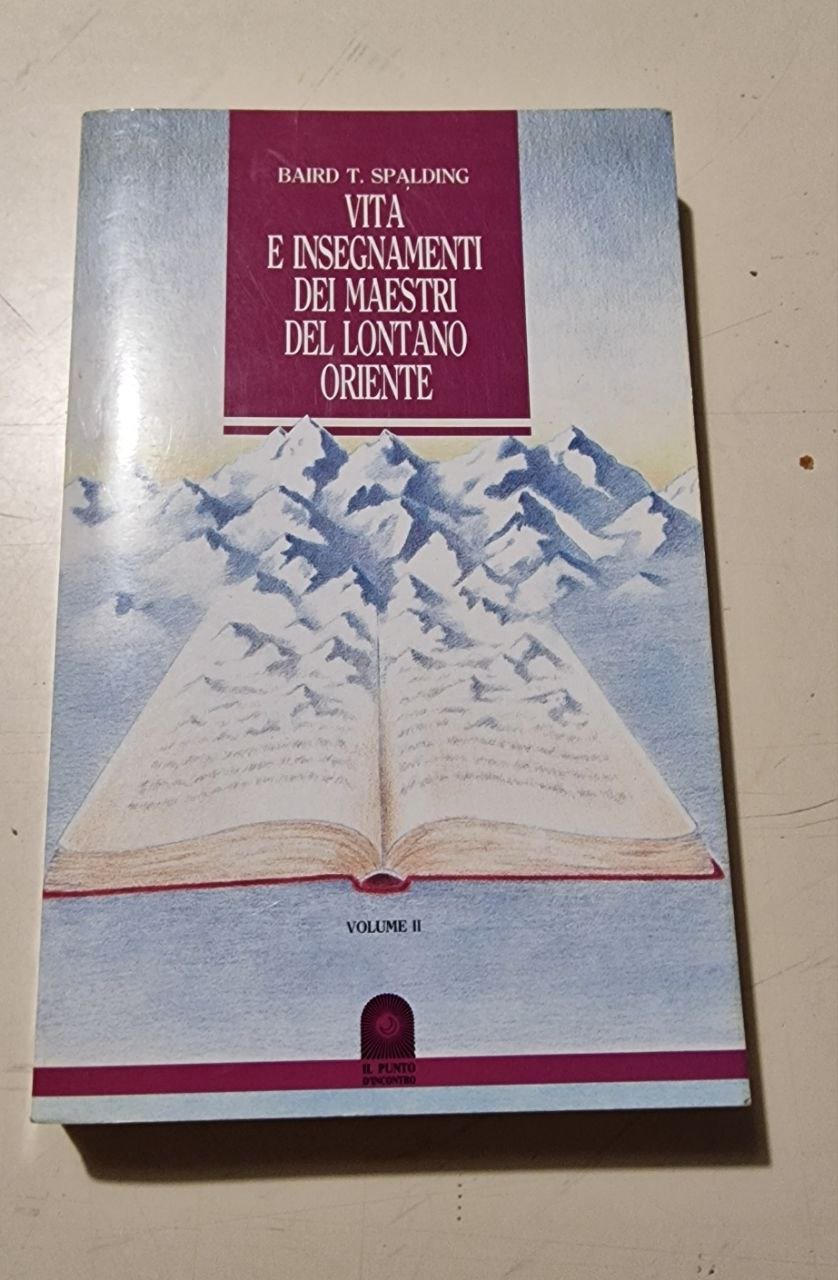 BAIRD T. SPALDING
VITA
E INSEGNAMENTI
DEI MAESTRI
DEL LONTANO
ORIENTE
VOLUME II
IL PUNTO
D'INCONTRO